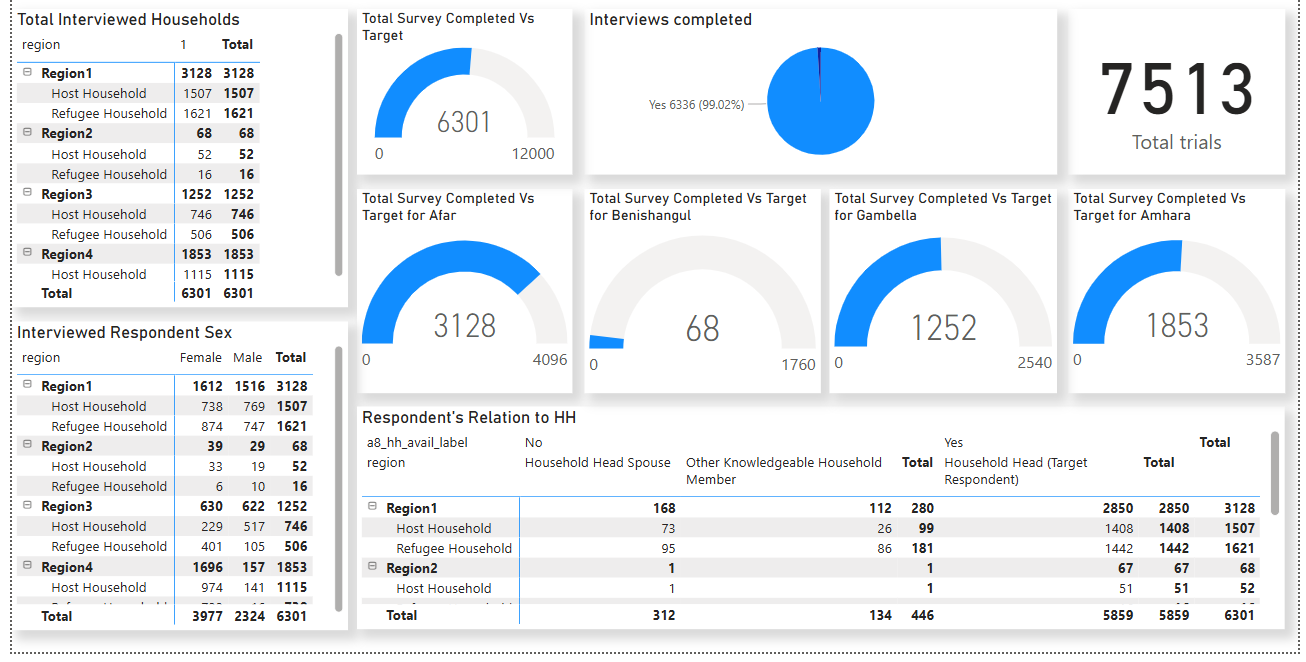 Total Interviewed Households
region 1 Total
Region1 3128 3128
Host Household 1507 1507
Refugee Household 1621 1621
Region2 68 68
Host Household 52 52
Refugee Household 16 16
Region3 1252 1252
Host Household 746 746
Refugee Household 506 506
Region4 1853 1853
Host Household 1115 1115
Total 6301 6301
Total Survey Completed Vs
Target
6301
0 12000
Interviews completed
Yes 6336 (99.02%)
7513
Total trials
Total Survey Completed Vs
Target for Afar
3128
0 4096
Total Survey Completed Vs Target
for Benishangul
68
0 1760
Total Survey Completed Vs Target
for Gambella
1252
0 2540
Total Survey Completed Vs
Target for Amhara
1853
0 3587
Interviewed Respondent Sex
region Female Male Total
Region1 1612 1516 3128
Host Household 738 769 1507
Refugee Household 874 747 1621
Region2 39 29 68
Host Household 33 19 52
Refugee Household 6 10 16
Region3 630 622 1252
Host Household 229 517 746
Refugee Household 401 105 506
Region4 1696 157 1853
Host Household 974 141 1115
Total 3977 2324 6301
Respondent's Relation to HH
a8_hh_avail_label No Yes Total
region Household Head Spouse Other Knowledgeable Household Total Household Head (Target Total
Member Respondent)
Region1 168 112 280 2850 2850 3128
Host Household 73 26 99 1408 1408 1507
Refugee Household 95 86 181 1442 1442 1621
Region2 1 1 67 67 68
Host Household 1 1 51 51 52
Total 312 134 446 5859 5859 6301